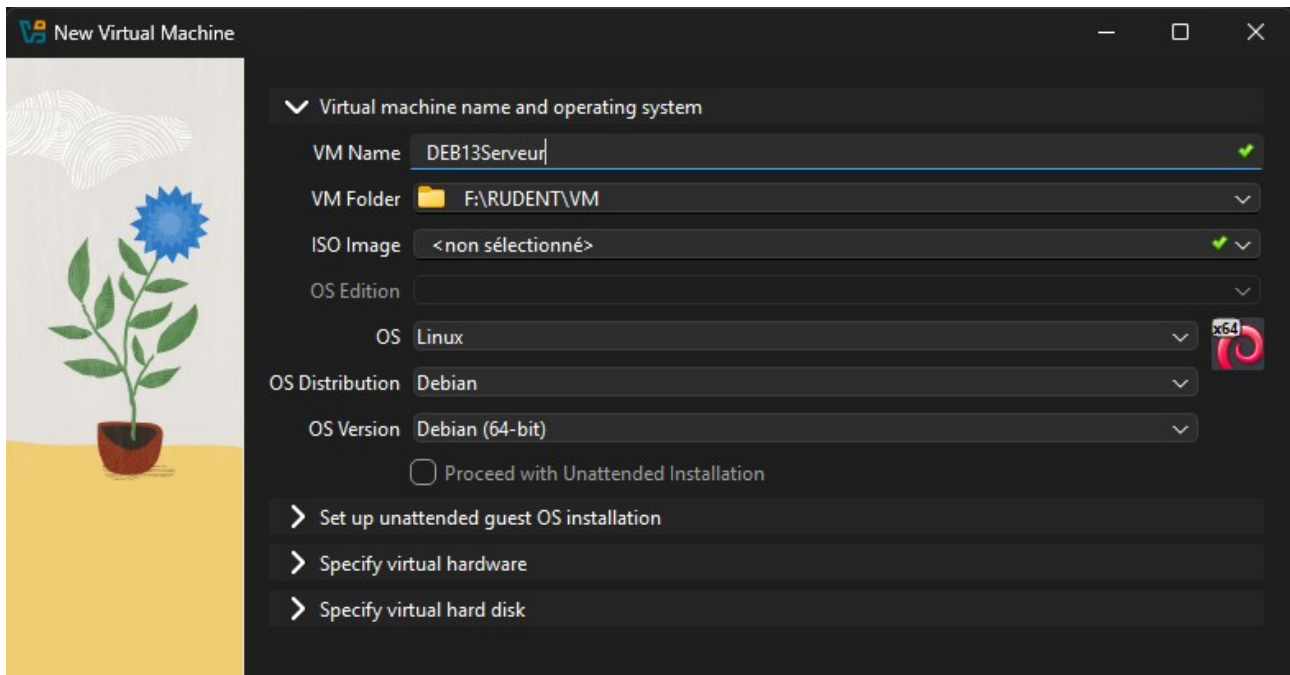 New Virtual Machine
Virtual machine name and operating system
VM Name DEB13Serveur
VM Folder F:\RUDENT\VM
ISO Image <non sélectionné>
OS Edition
OS Linux
x64
OS Distribution Debian
OS Version Debian (64-bit)
Proceed with Unattended Installation
Set up unattended guest OS installation
Specify virtual hardware
Specify virtual hard disk